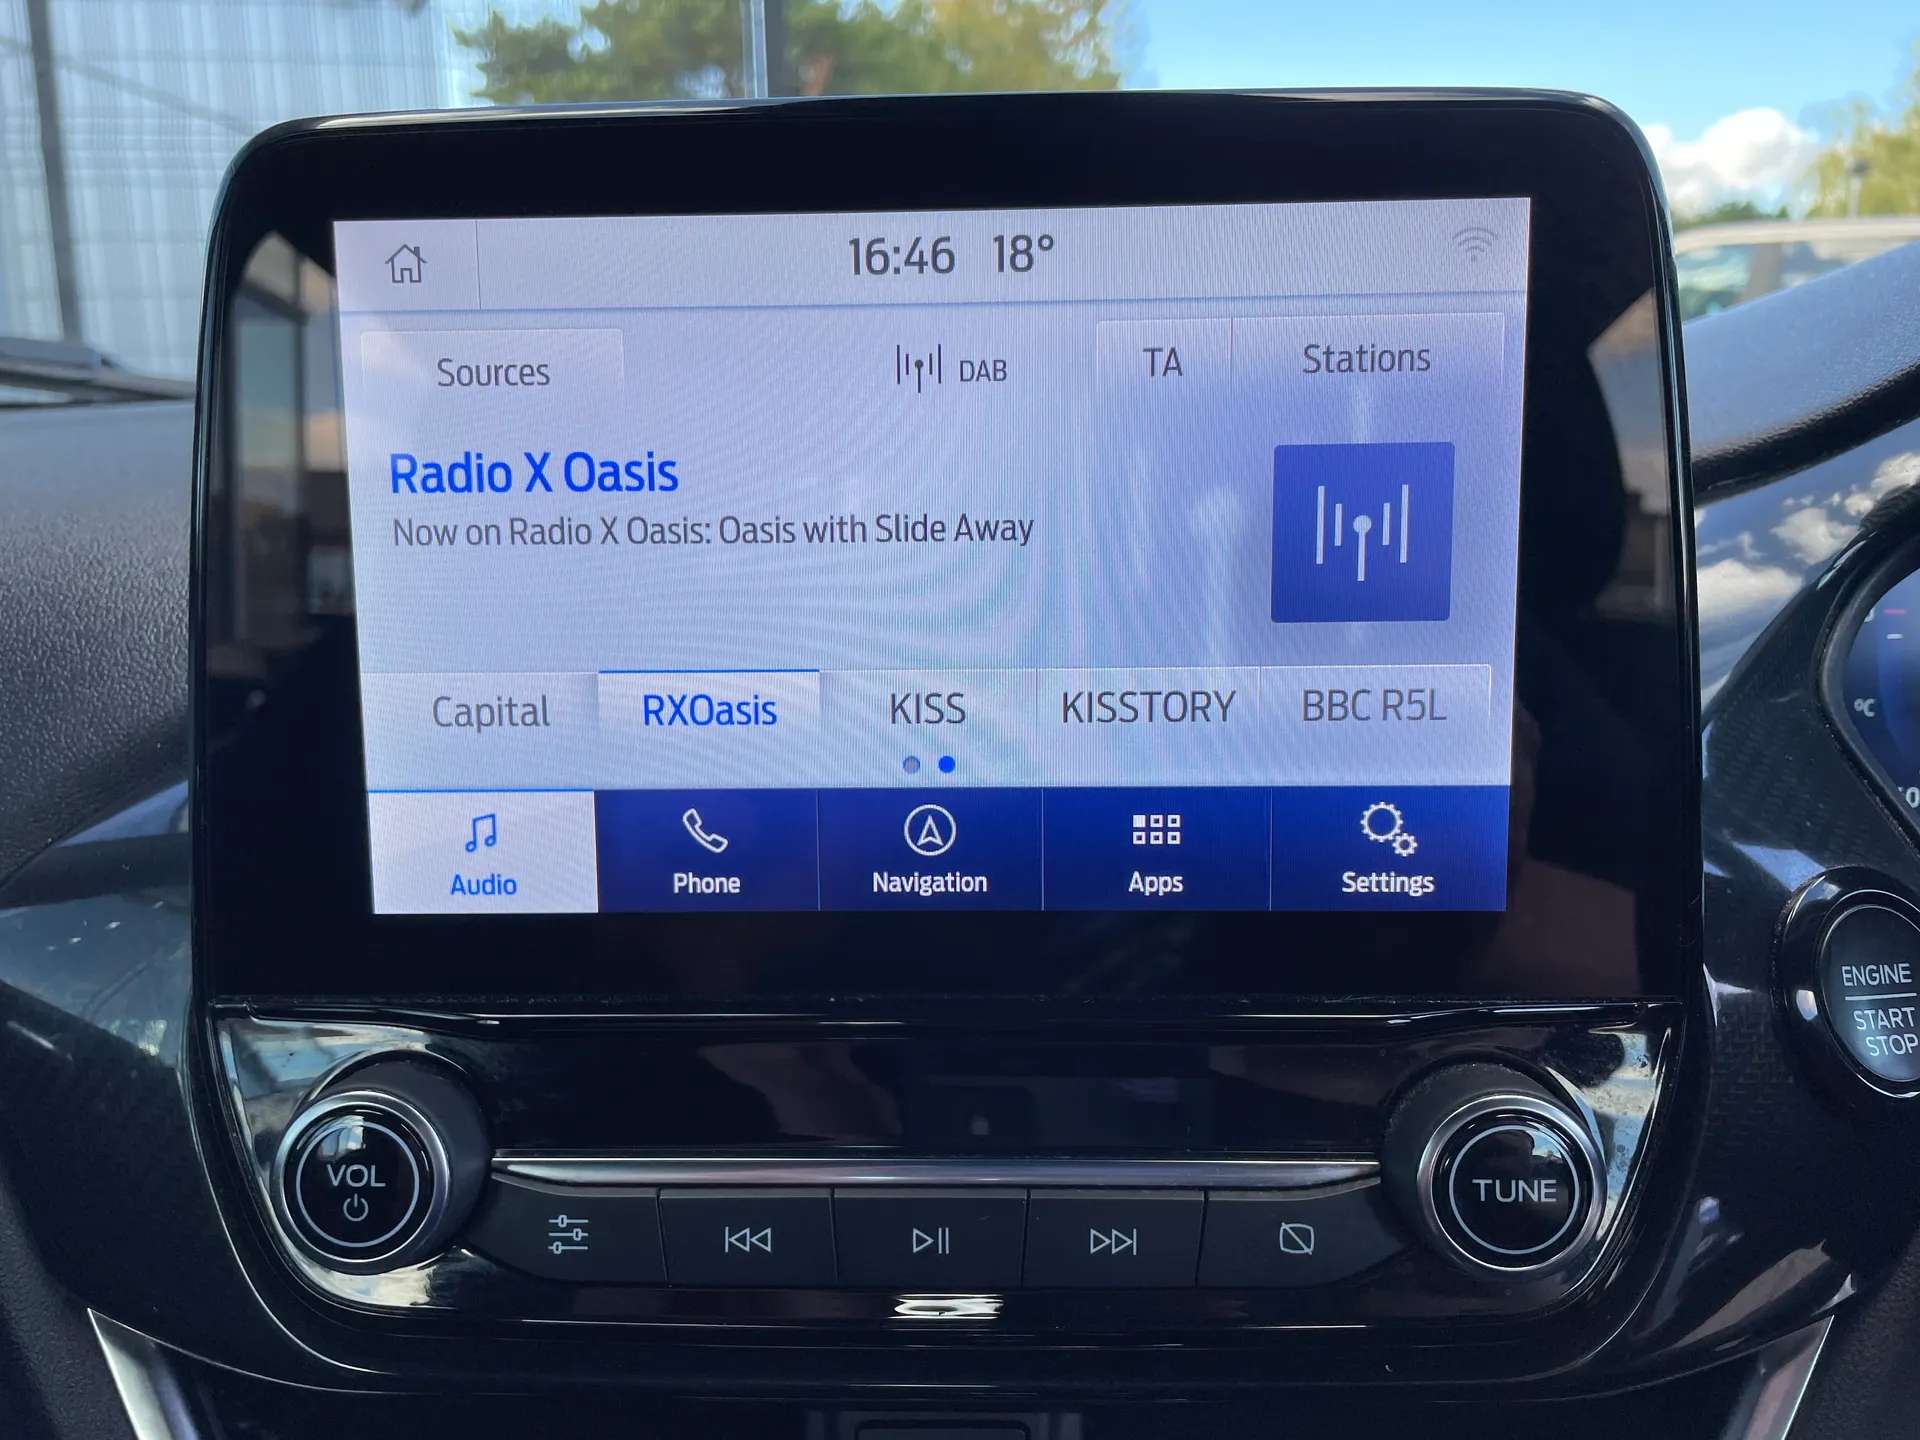 16:46 18°
Sources DAB TA Stations
Radio X Oasis
Now on Radio X Oasis: Oasis with Slide Away
Capital RXOasis KISS KISSTORY BBC R5L
Audio Phone Navigation Apps Settings
°C
ENGINE
START
STOP
VOL
TUNE